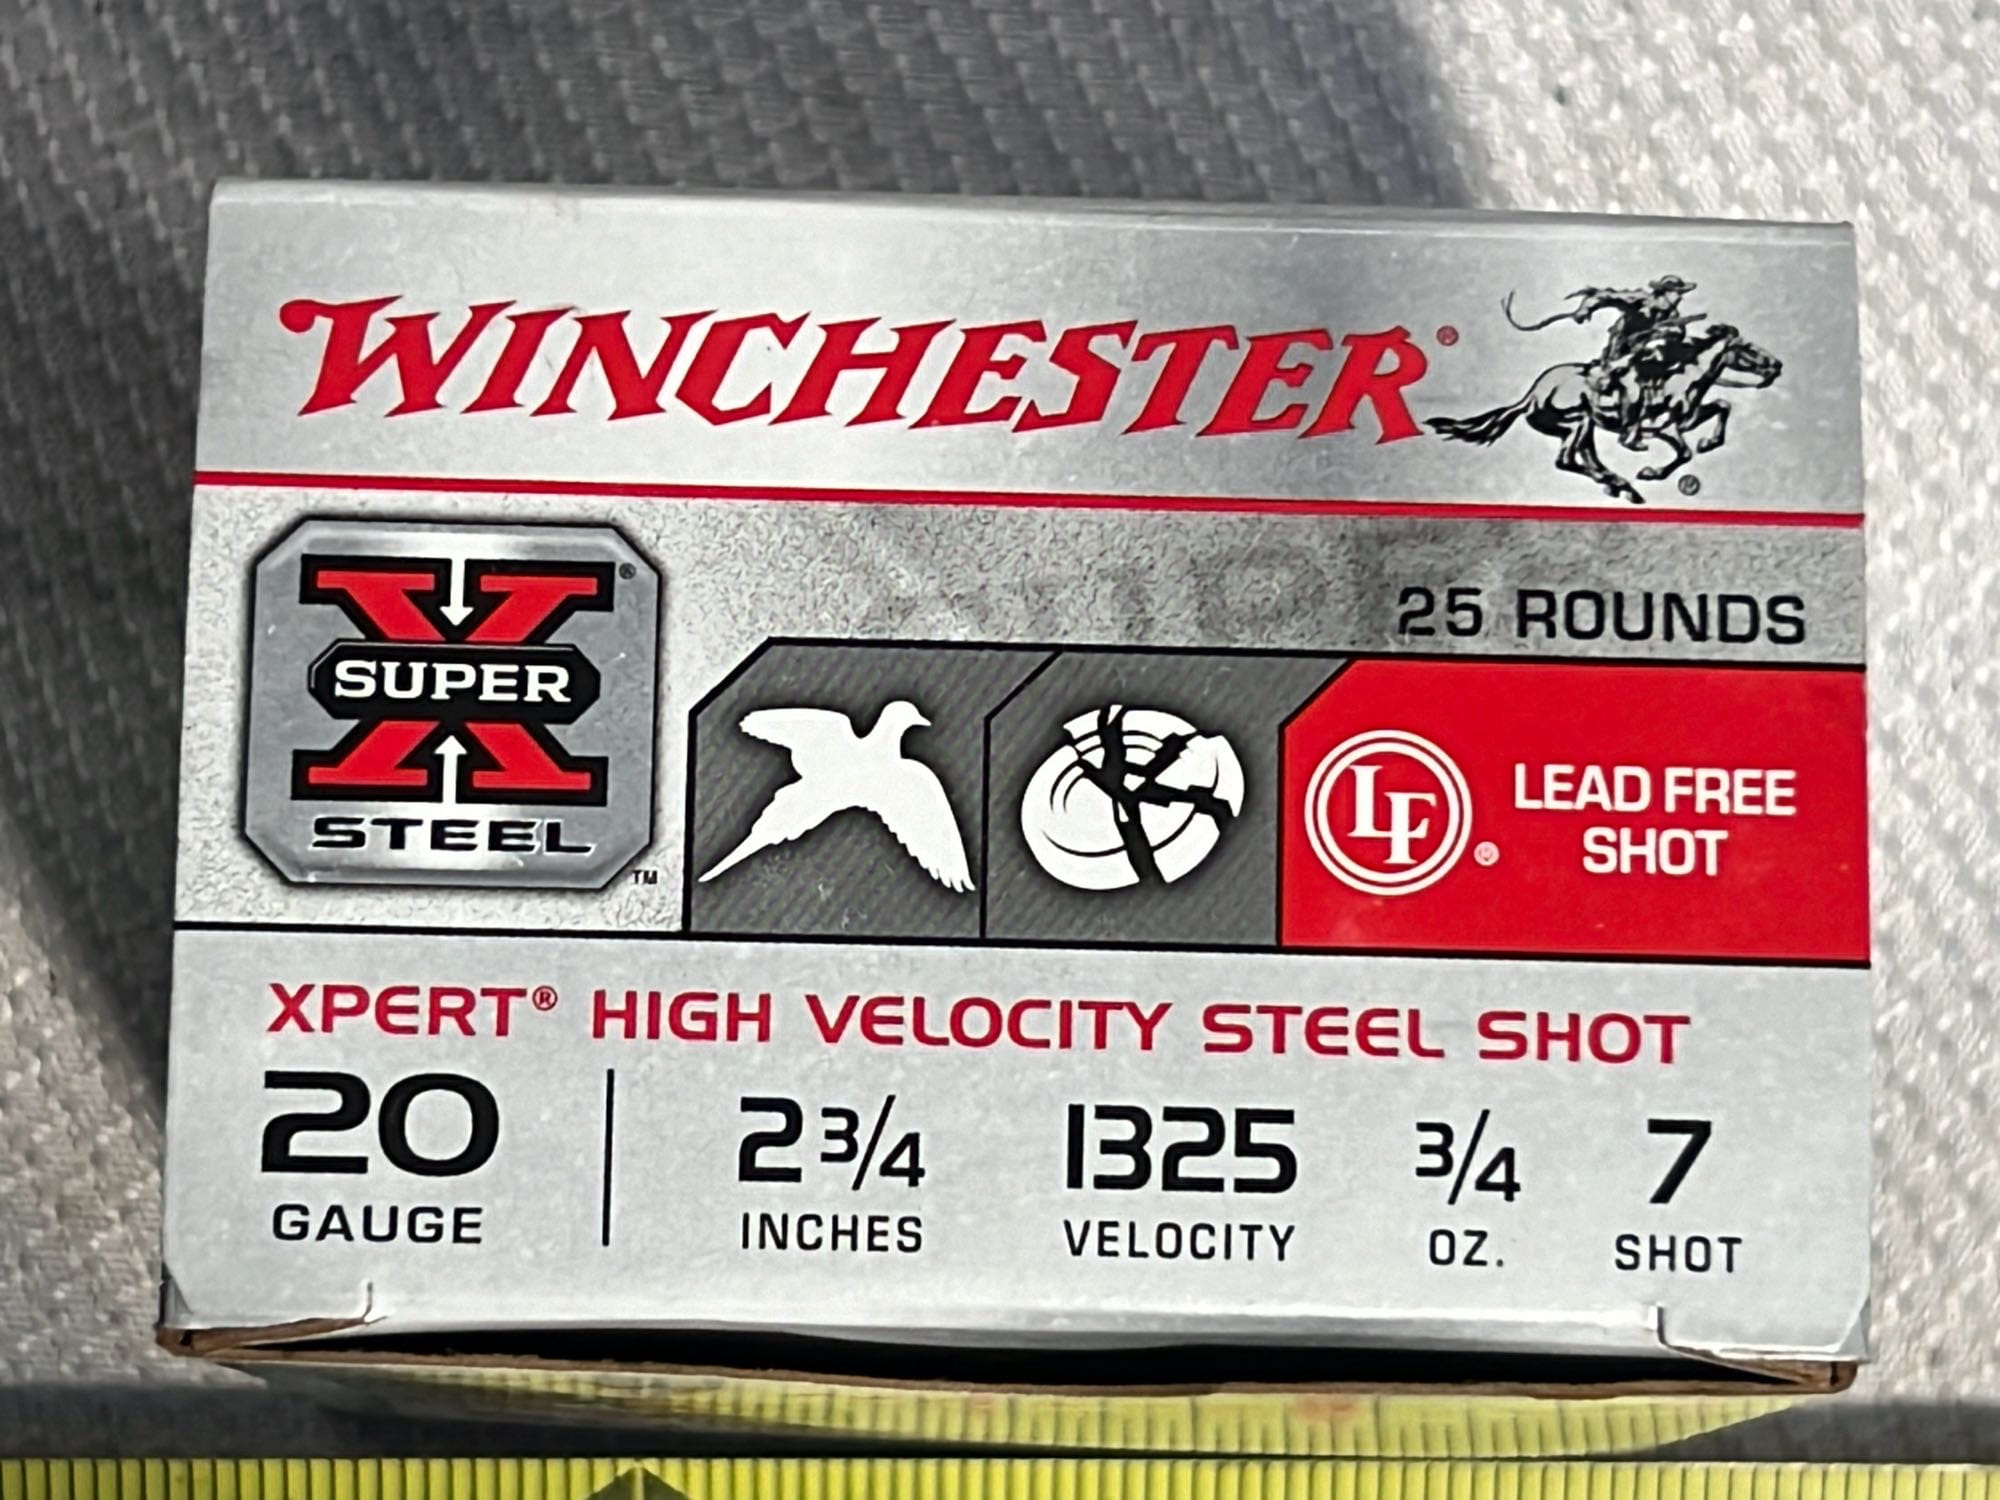 WINCHESTER®
®
25 ROUNDS
X®
SUPER
STEEL
™
LF®
LEAD FREE
SHOT
XPERT® HIGH VELOCITY STEEL SHOT
20 2 3/4 1325 3/4 7
GAUGE INCHES VELOCITY OZ. SHOT